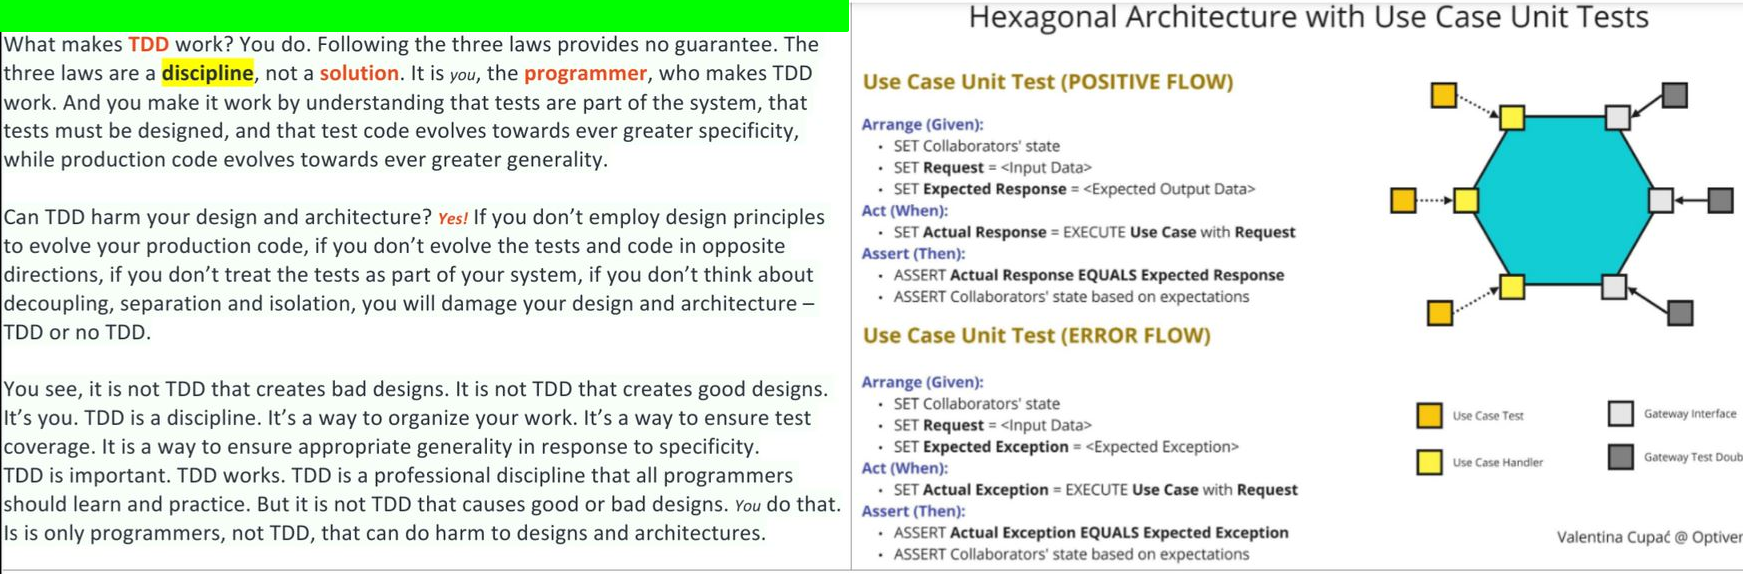 What makes TDD work? You do. Following the three laws provides no guarantee. The
three laws are a discipline, not a solution. It is you, the programmer, who makes TDD
work. And you make it work by understanding that tests are part of the system, that
tests must be designed, and that test code evolves towards ever greater specificity,
while production code evolves towards ever greater generality.
Can TDD harm your design and architecture? Yes! If you don’t employ design principles
to evolve your production code, if you don’t evolve the tests and code in opposite
directions, if you don’t treat the tests as part of your system, if you don’t think about
decoupling, separation and isolation, you will damage your design and architecture –
TDD or no TDD.
You see, it is not TDD that creates bad designs. It is not TDD that creates good designs.
It’s you. TDD is a discipline. It’s a way to organize your work. It’s a way to ensure test
coverage. It is a way to ensure appropriate generality in response to specificity.
TDD is important. TDD works. TDD is a professional discipline that all programmers
should learn and practice. But it is not TDD that causes good or bad designs. You do that.
Is is only programmers, not TDD, that can do harm to designs and architectures.
Hexagonal Architecture with Use Case Unit Tests
Use Case Unit Test (POSITIVE FLOW)
Arrange (Given):
• SET Collaborators' state
• SET Request = <Input Data>
• SET Expected Response = <Expected Output Data>
Act (When):
• SET Actual Response = EXECUTE Use Case with Request
Assert (Then):
• ASSERT Actual Response EQUALS Expected Response
• ASSERT Collaborators' state based on expectations
Use Case Unit Test (ERROR FLOW)
Arrange (Given):
• SET Collaborators' state
• SET Request = <Input Data>
• SET Expected Exception = <Expected Exception>
Act (When):
• SET Actual Exception = EXECUTE Use Case with Request
Assert (Then):
• ASSERT Actual Exception EQUALS Expected Exception
• ASSERT Collaborators' state based on expectations
Use Case Test
Gateway Interface
Use Case Handler
Gateway Test Doub
Valentina Cupać @ Optiver